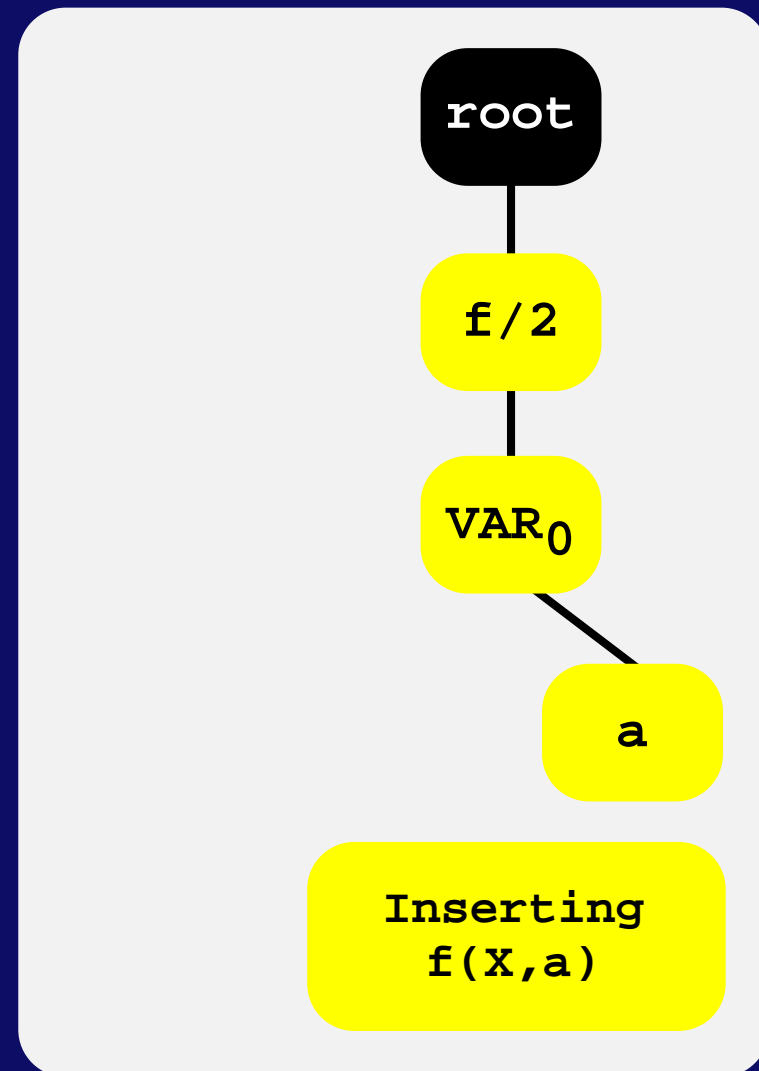 root
f/2
VAR0
a
Inserting
f(X,a)